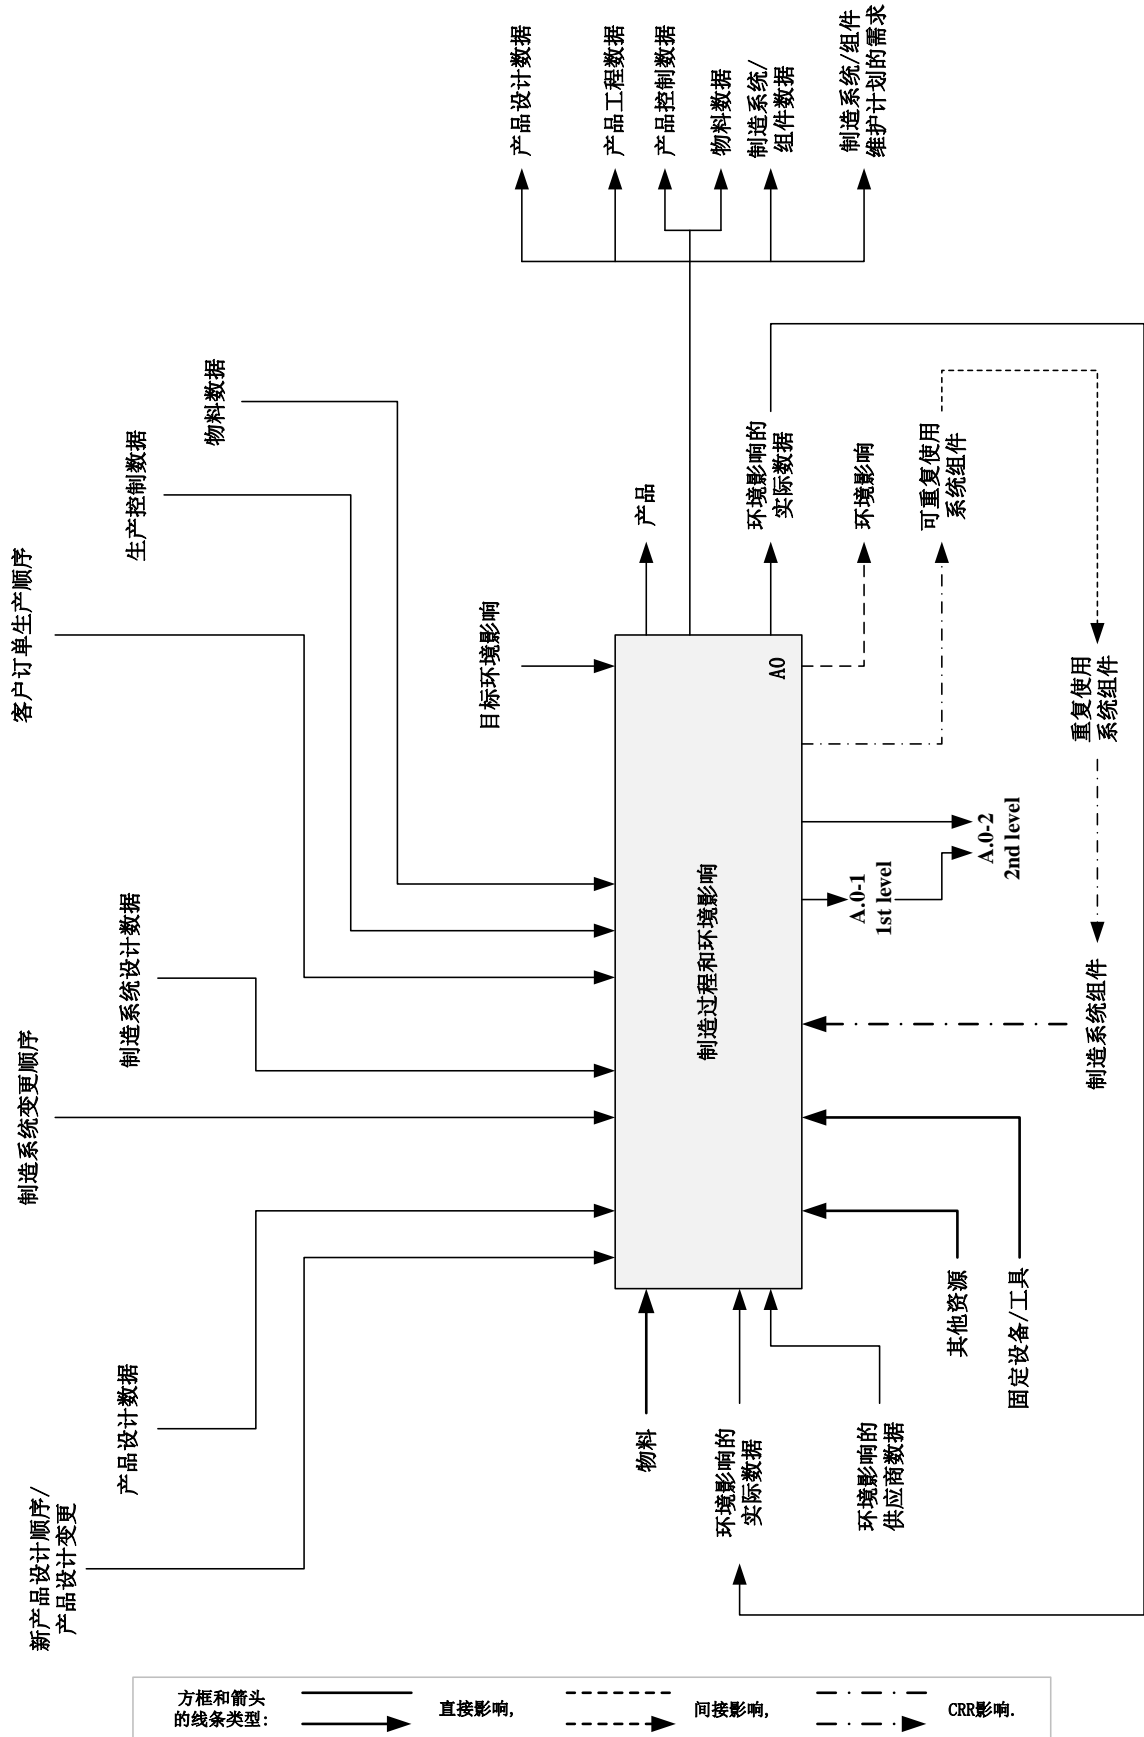 新产品设计顺序/
产品设计变更
产品设计数据
制造系统变更顺序
制造系统设计数据
客户订单生产顺序
生产控制数据
物料数据
目标环境影响
物料
环境影响的
实际数据
环境影响的
供应商数据
制造过程和环境影响
A0
产品
环境影响的
实际数据
环境影响
可重复使用
系统组件
产品设计数据
产品工程数据
产品控制数据
物料数据
制造系统/
组件数据
制造系统/组件
维护计划的需求
其他资源
固定设备/工具
制造系统组件
A.0-1
1st level
A.0-2
2nd level
重复使用
系统组件
方框和箭头
的线条类型:
直接影响,
间接影响,
CRR影响.